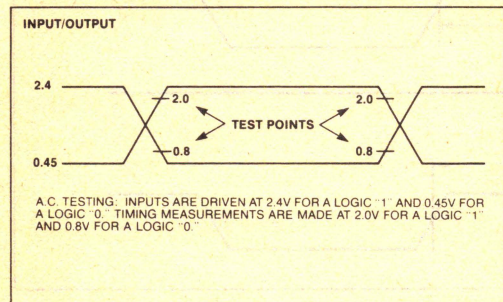 INPUT/OUTPUT
2.4
2.0
2.0
TEST POINTS
0.8
0.8
0.45
A.C. TESTING: INPUTS ARE DRIVEN AT 2.4V FOR A LOGIC "1" AND 0.45V FOR
A LOGIC "0." TIMING MEASUREMENTS ARE MADE AT 2.0V FOR A LOGIC "1"
AND 0.8V FOR A LOGIC "0."